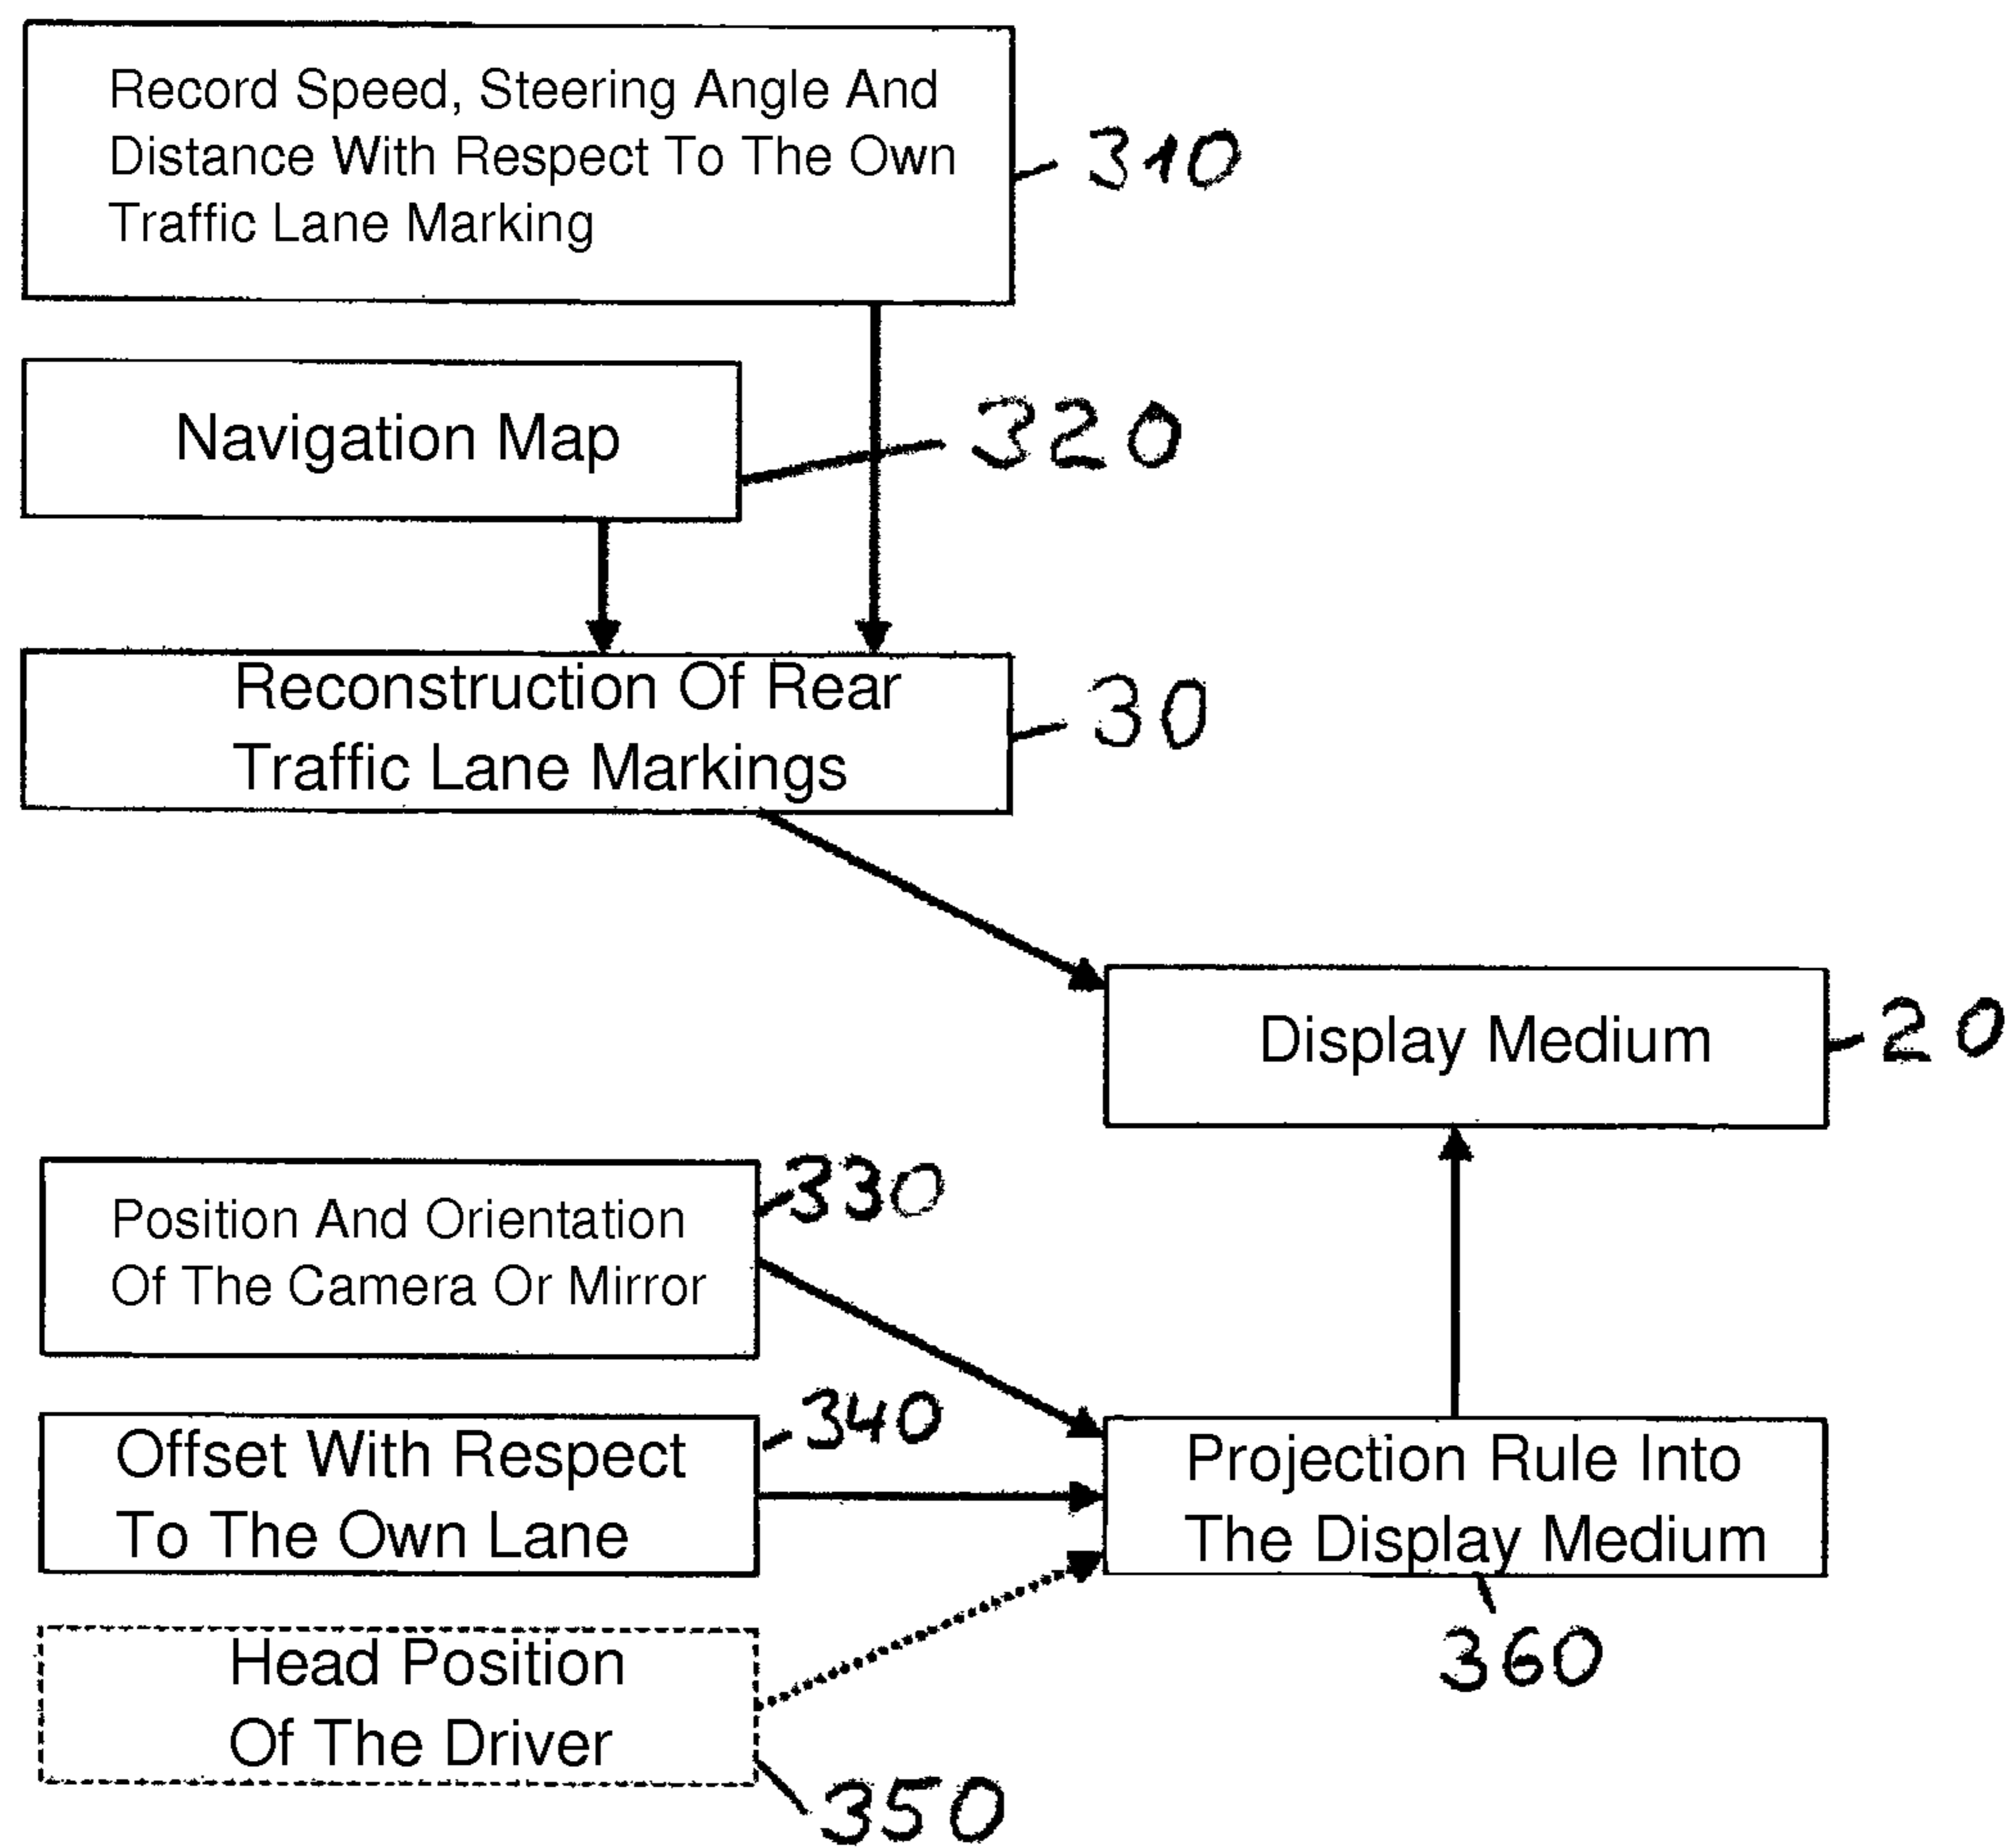 Record Speed, Steering Angle And
Distance With Respect To The Own
Traffic Lane Marking
310
Navigation Map
320
Reconstruction Of Rear
Traffic Lane Markings
30
Display Medium
20
Position And Orientation
Of The Camera Or Mirror
330
Offset With Respect
To The Own Lane
340
Projection Rule Into
The Display Medium
360
Head Position
Of The Driver
350